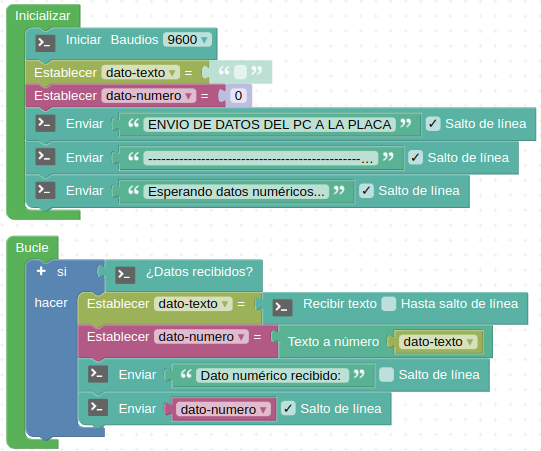 Inicializar
Iniciar Baudios 9600
Establecer dato-texto = “ ”
Establecer dato-numero = 0
Enviar “ ENVIO DE DATOS DEL PC A LA PLACA ” Salto de línea
Enviar “ --------------------------------------------------... ” Salto de línea
Enviar “ Esperando datos numéricos... ” Salto de línea
Bucle
si ¿Datos recibidos?
hacer Establecer dato-texto = Recibir texto Hasta salto de línea
Establecer dato-numero = Texto a número dato-texto
Enviar “ Dato numérico recibido: ” Salto de línea
Enviar dato-numero Salto de línea